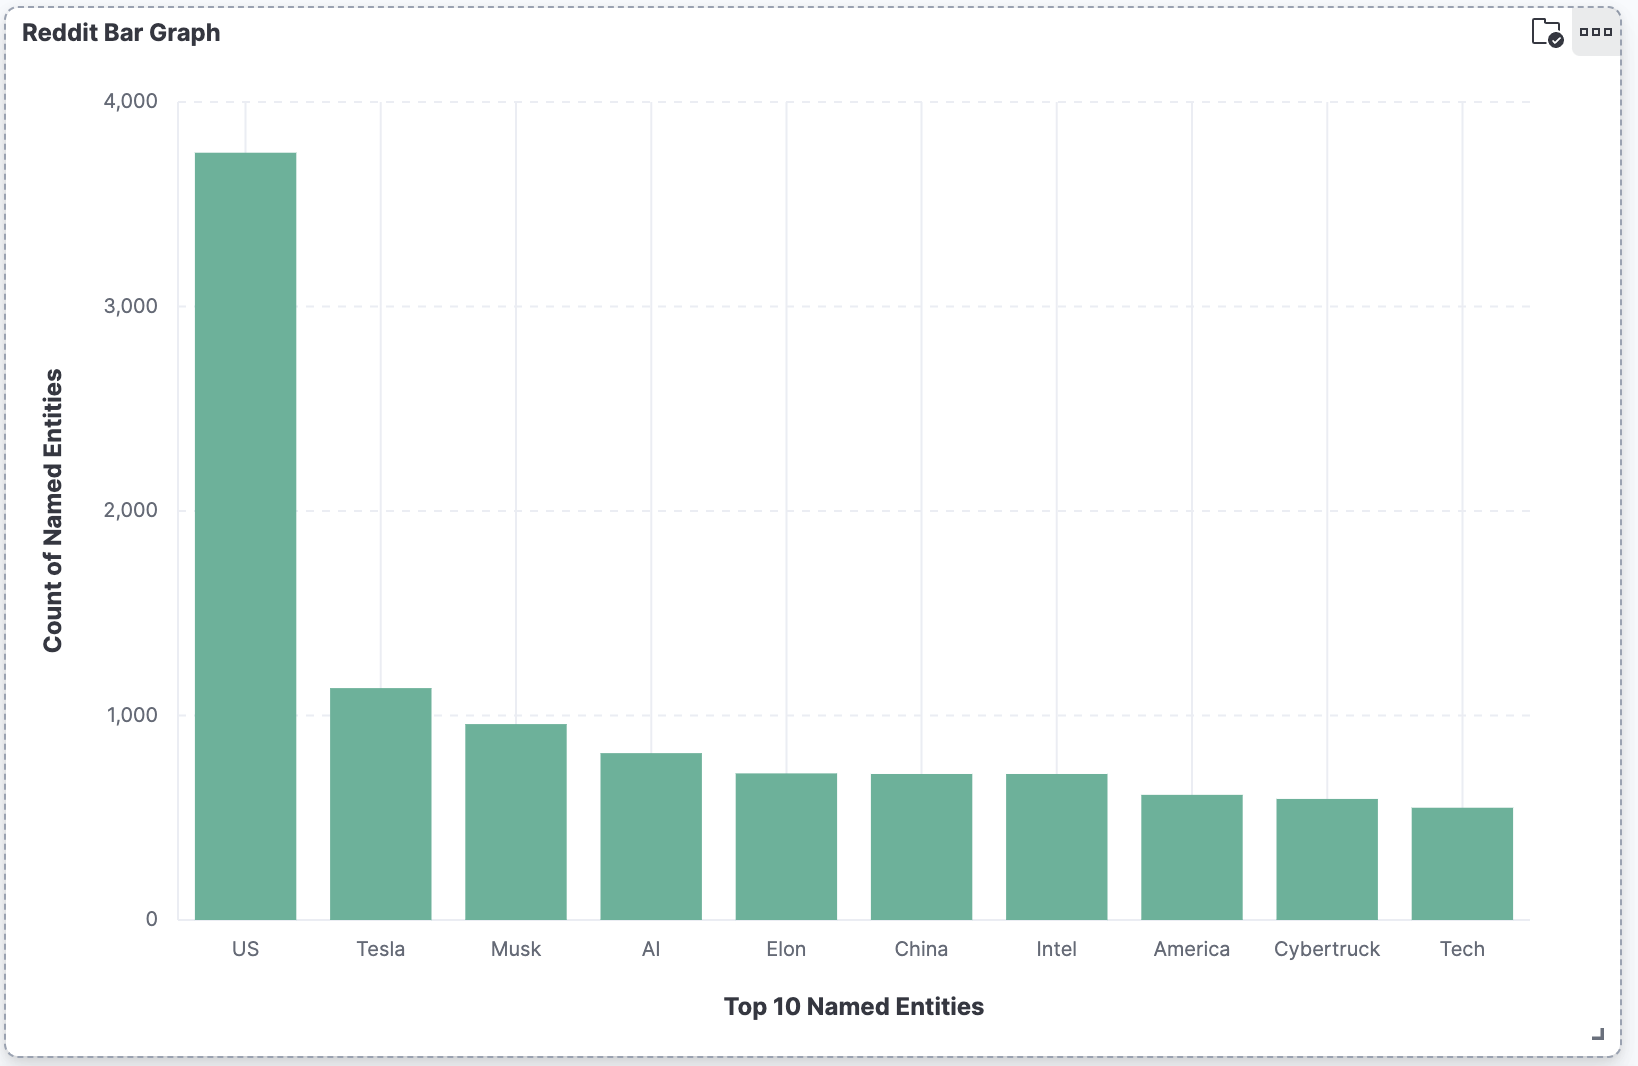 Reddit Bar Graph
4,000
3,000
2,000
1,000
0
Count of Named Entities
US Tesla Musk AI Elon China Intel America Cybertruck Tech
Top 10 Named Entities